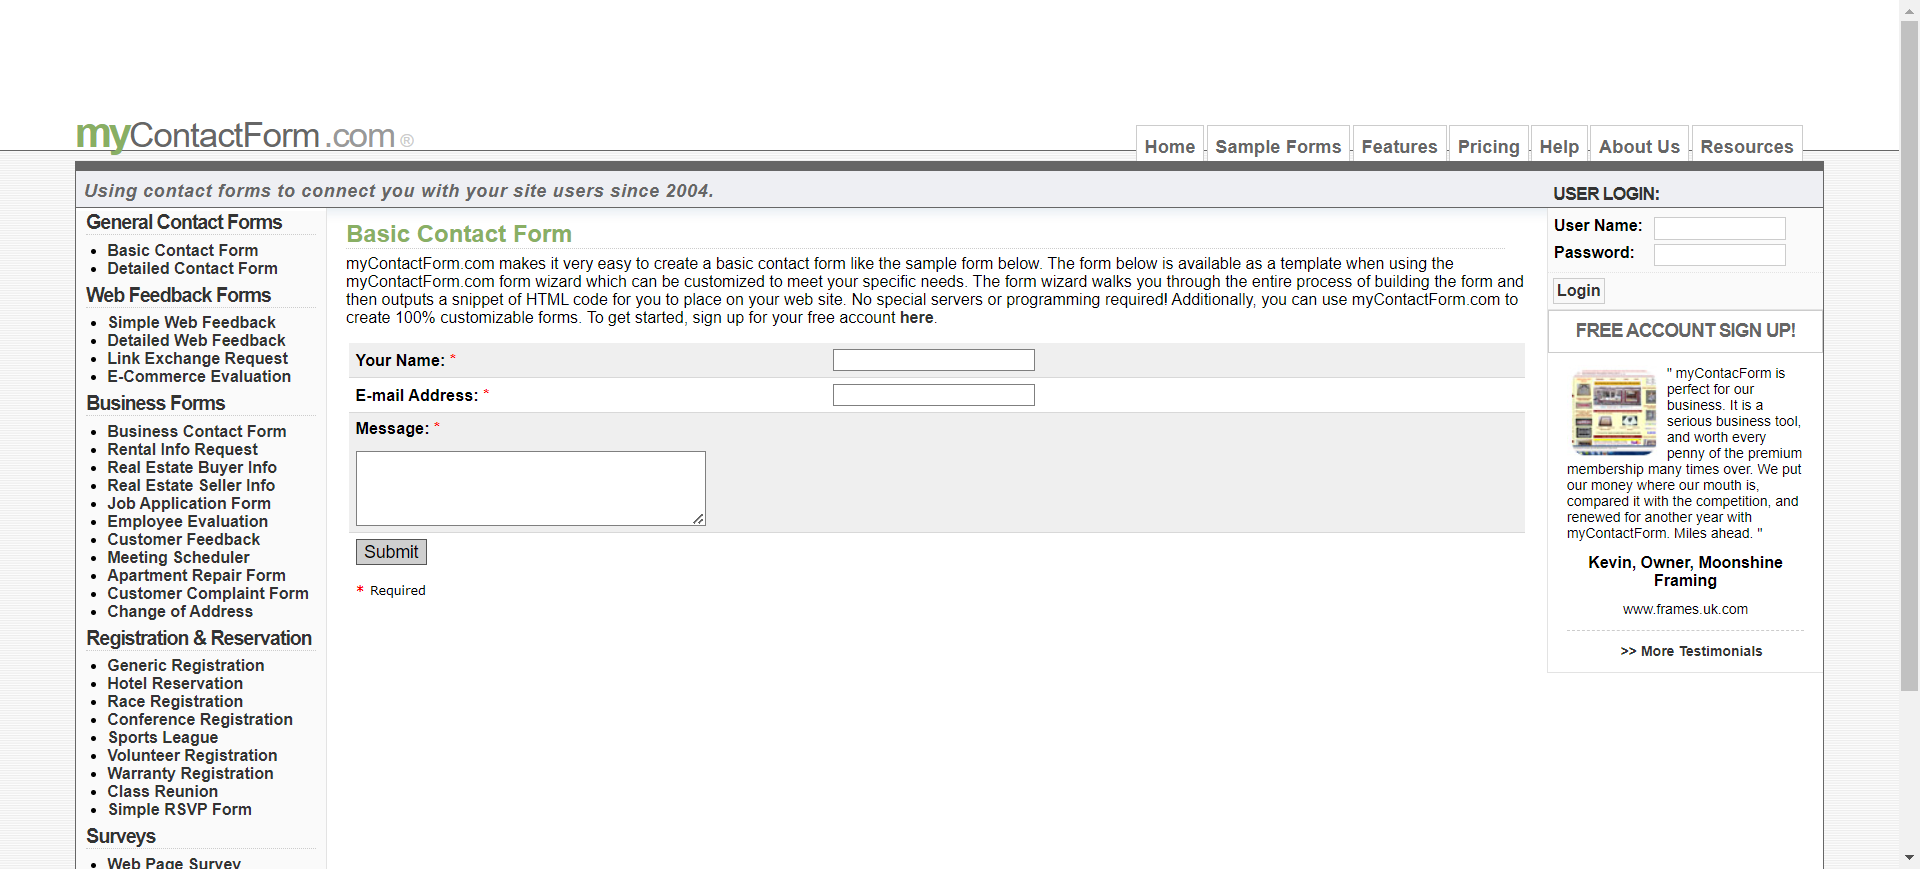 myContactForm.com®
Home
Sample Forms
Features
Pricing
Help
About Us
Resources
Using contact forms to connect you with your site users since 2004.
USER LOGIN:
General Contact Forms
Basic Contact Form
Detailed Contact Form
Web Feedback Forms
Simple Web Feedback
Detailed Web Feedback
Link Exchange Request
E-Commerce Evaluation
Business Forms
Business Contact Form
Rental Info Request
Real Estate Buyer Info
Real Estate Seller Info
Job Application Form
Employee Evaluation
Customer Feedback
Meeting Scheduler
Apartment Repair Form
Customer Complaint Form
Change of Address
Registration & Reservation
Generic Registration
Hotel Reservation
Race Registration
Conference Registration
Sports League
Volunteer Registration
Warranty Registration
Class Reunion
Simple RSVP Form
Surveys
Web Page Survey
Basic Contact Form
myContactForm.com makes it very easy to create a basic contact form like the sample form below. The form below is available as a template when using the
myContactForm.com form wizard which can be customized to meet your specific needs. The form wizard walks you through the entire process of building the form and
then outputs a snippet of HTML code for you to place on your web site. No special servers or programming required! Additionally, you can use myContactForm.com to
create 100% customizable forms. To get started, sign up for your free account here.
Your Name: *
E-mail Address: *
Message: *
Submit
* Required
User Name:
Password:
Login
FREE ACCOUNT SIGN UP!
" myContacForm is
perfect for our
business. It is a
serious business tool,
and worth every
penny of the premium
membership many times over. We put
our money where our mouth is,
compared it with the competition, and
renewed for another year with
myContactForm. Miles ahead. "
Kevin, Owner, Moonshine
Framing
www.frames.uk.com
>> More Testimonials